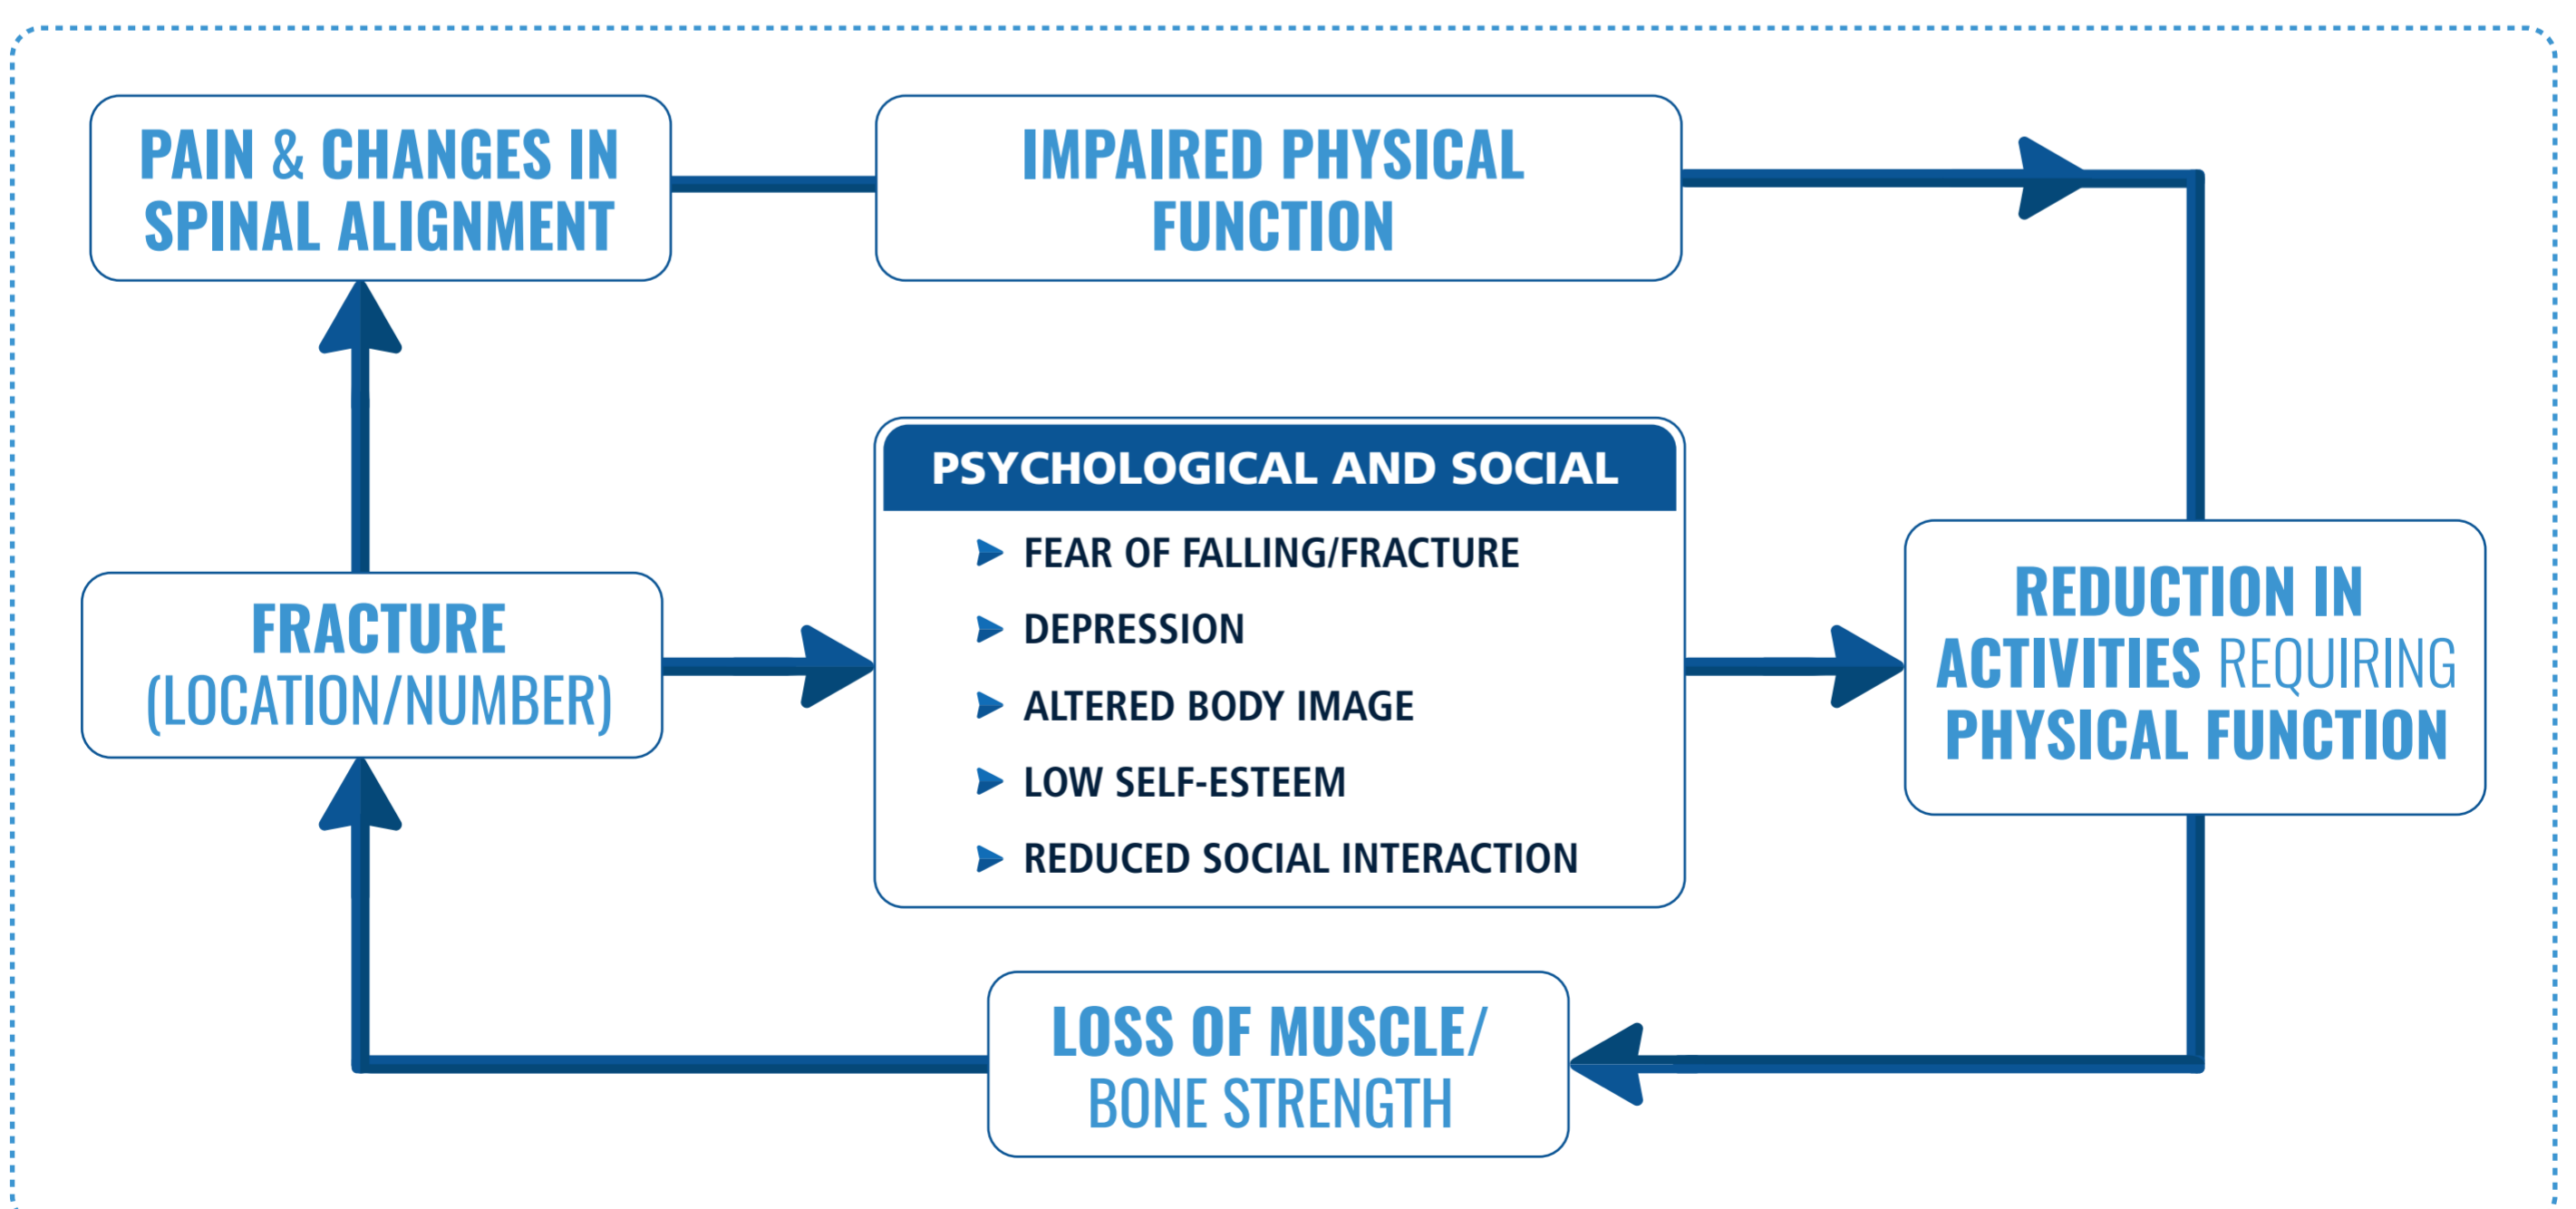 PAIN & CHANGES IN
SPINAL ALIGNMENT
IMPAIRED PHYSICAL
FUNCTION
FRACTURE
(LOCATION/NUMBER)
PSYCHOLOGICAL AND SOCIAL
FEAR OF FALLING/FRACTURE
DEPRESSION
ALTERED BODY IMAGE
LOW SELF-ESTEEM
REDUCED SOCIAL INTERACTION
REDUCTION IN
ACTIVITIES REQUIRING
PHYSICAL FUNCTION
LOSS OF MUSCLE/
BONE STRENGTH